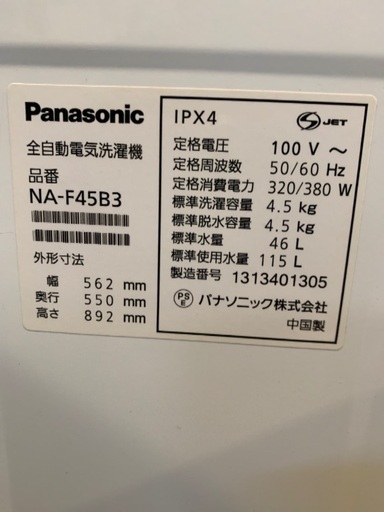 Panasonic
全自動電気洗濯機
品番
NA-F45B3
外形寸法
幅 562 mm
奥行 550 mm
高さ 892 mm
IPX4
S JET
定格電圧 100 V ～
定格周波数 50/60 Hz
定格消費電力 320/380 W
標準洗濯容量 4.5 kg
標準脱水容量 4.5 kg
標準水量 46 L
標準使用水量 115 L
製造番号 1313401305
PS E パナソニック株式会社
中国製